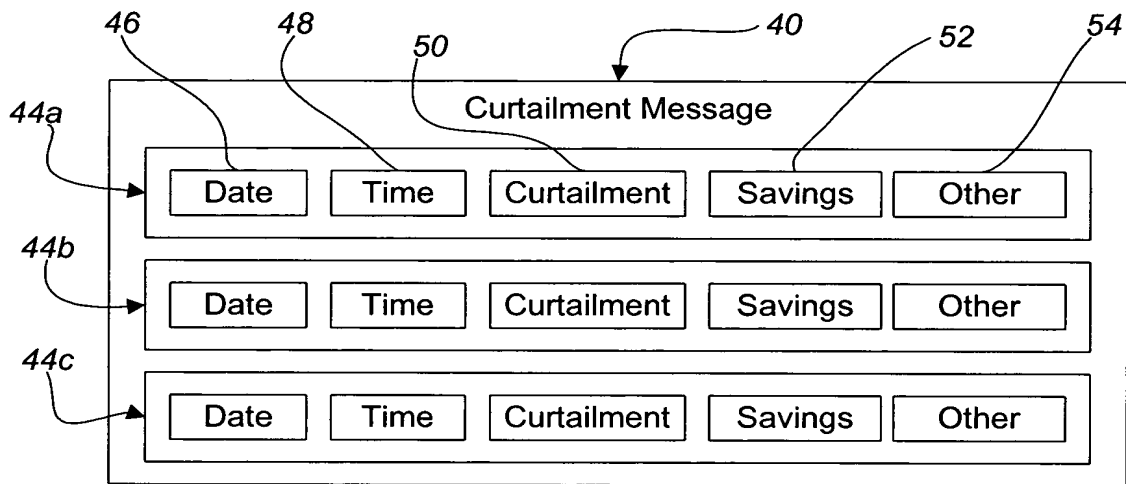 46 48 50 40 52 54
Curtailment Message
44a
Date Time Curtailment Savings Other
44b
Date Time Curtailment Savings Other
44c
Date Time Curtailment Savings Other